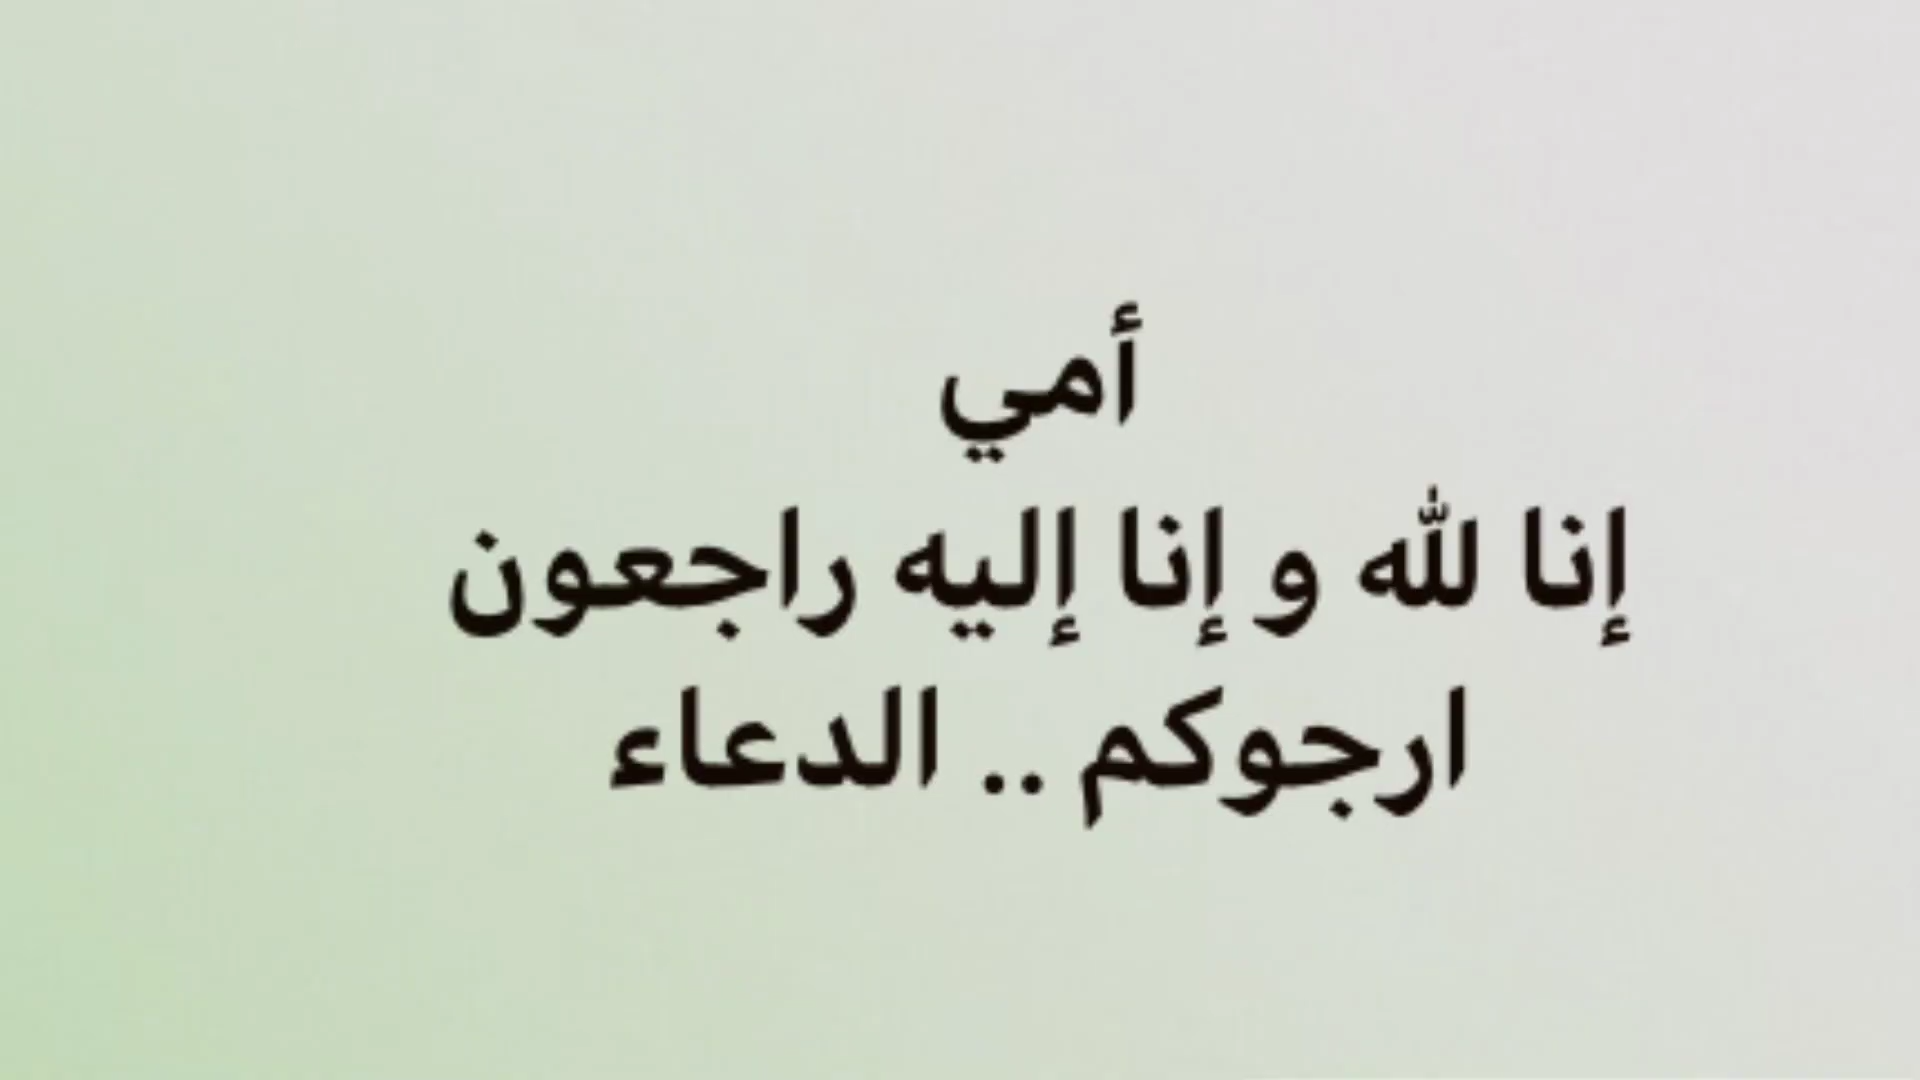 أمي
إنا لله و إنا إليه راجعون
ارجوكم .. الدعاء